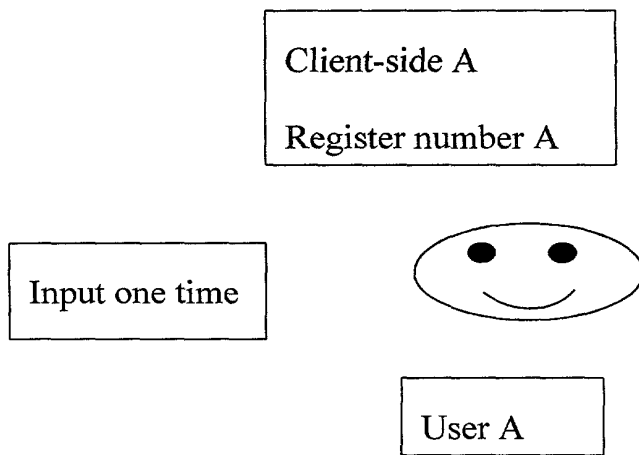 Client-side A
Register number A
Input one time
User A